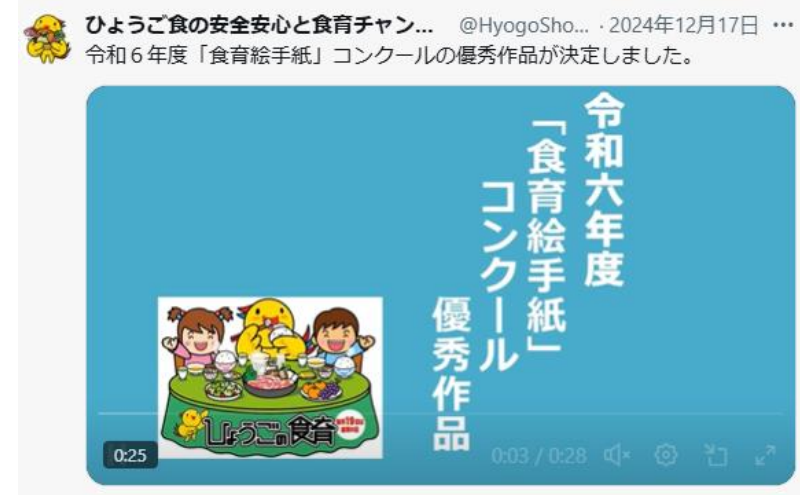 ひょうご食の安全安心と食育チャン... @HyogoSho... · 2024年12月17日 ···
令和６年度「食育絵手紙」コンクールの優秀作品が決定しました。
令和六年度
「食育絵手紙」
コンクール
優秀作品
ひょうごの食育
0:25
0:03 / 0:28